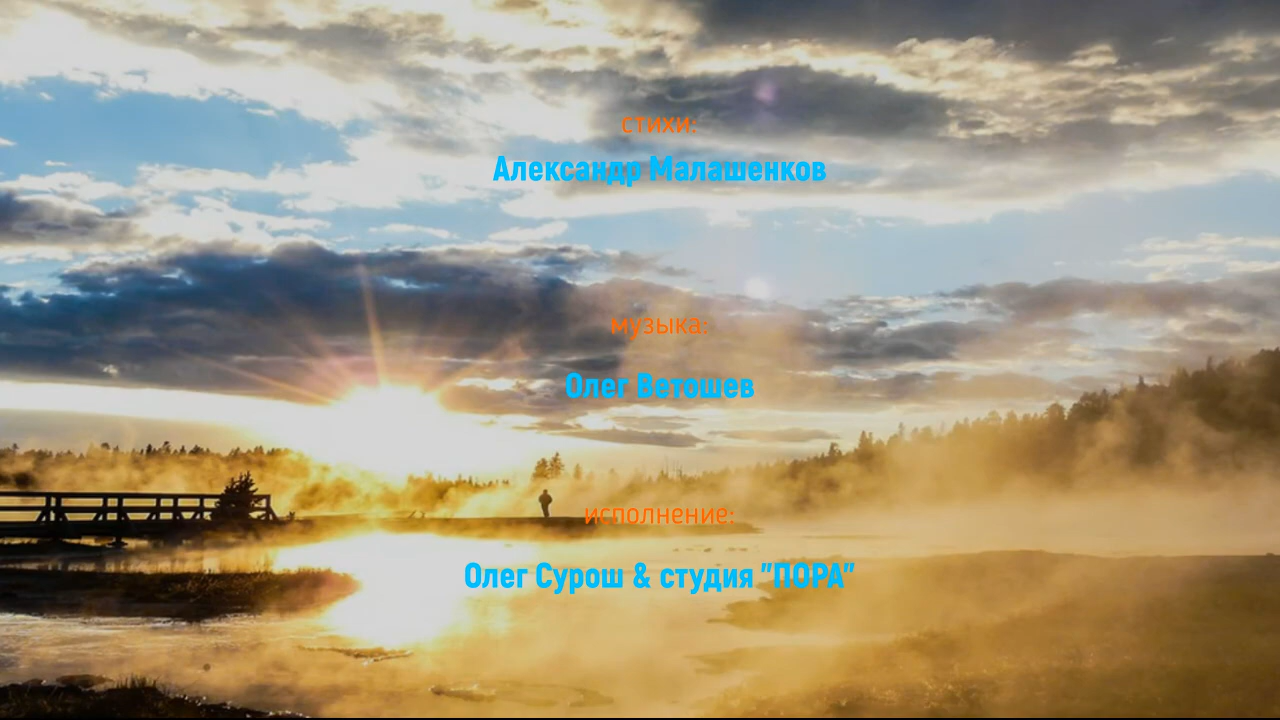 стихи:
Александр Малашенков
музыка:
Олег Ветошев
исполнение:
Олег Сурош & студия "ПОРА"